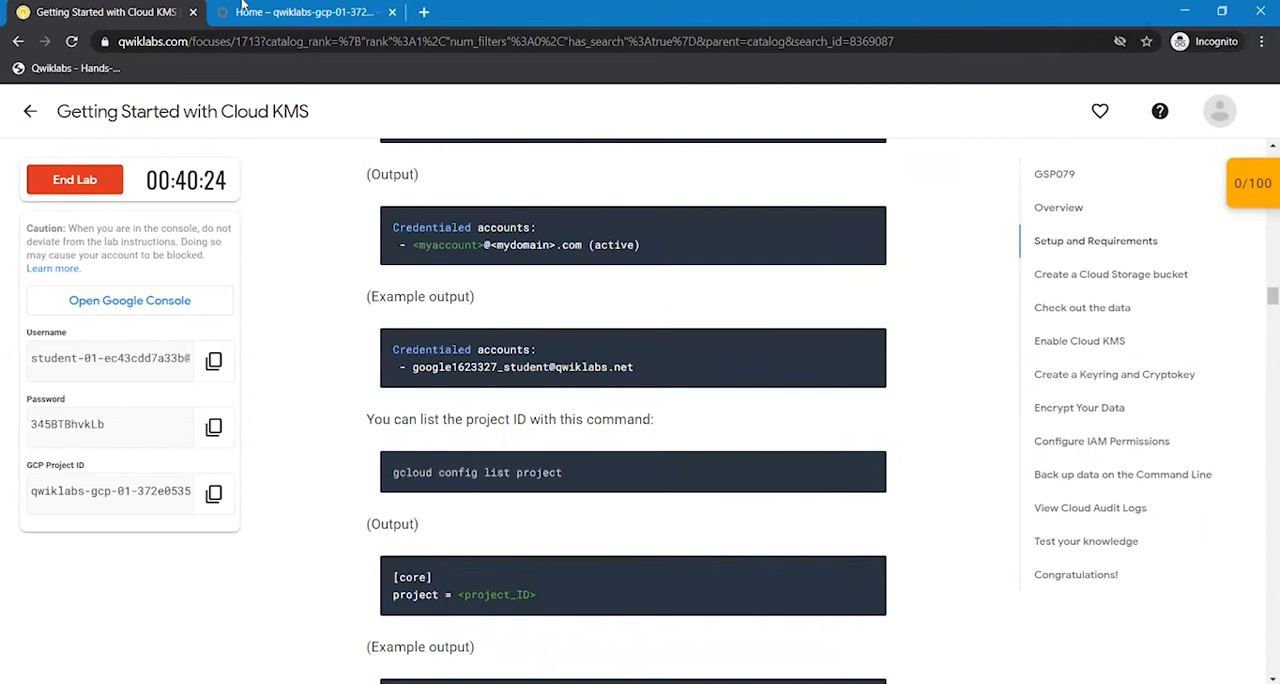 Getting Started with Cloud KMS
Home – qwiklabs-gcp-01-372...
qwiklabs.com/focuses/1713?catalog_rank=%7B"rank"%3A1%2C"num_filters"%3A0%2C"has_search"%3Atrue%7D&parent=catalog&search_id=8369087
Incognito
Qwiklabs - Hands-...
Getting Started with Cloud KMS
End Lab
00:40:24
Caution: When you are in the console, do not
deviate from the lab instructions. Doing so
may cause your account to be blocked.
Learn more.
Open Google Console
Username
student-01-ec43cdd7a33b@
Password
345BTBhvkLb
GCP Project ID
qwiklabs-gcp-01-372e0535
(Output)
Credentialed accounts:
- <myaccount>@<mydomain>.com (active)
(Example output)
Credentialed accounts:
- google1623327_student@qwiklabs.net
You can list the project ID with this command:
gcloud config list project
(Output)
[core]
project = <project_ID>
(Example output)
GSP079
Overview
Setup and Requirements
Create a Cloud Storage bucket
Check out the data
Enable Cloud KMS
Create a Keyring and Cryptokey
Encrypt Your Data
Configure IAM Permissions
Back up data on the Command Line
View Cloud Audit Logs
Test your knowledge
Congratulations!
0/100